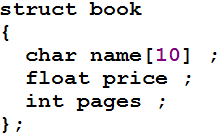 struct book
{
char name[10] ;
float price ;
int pages ;
};